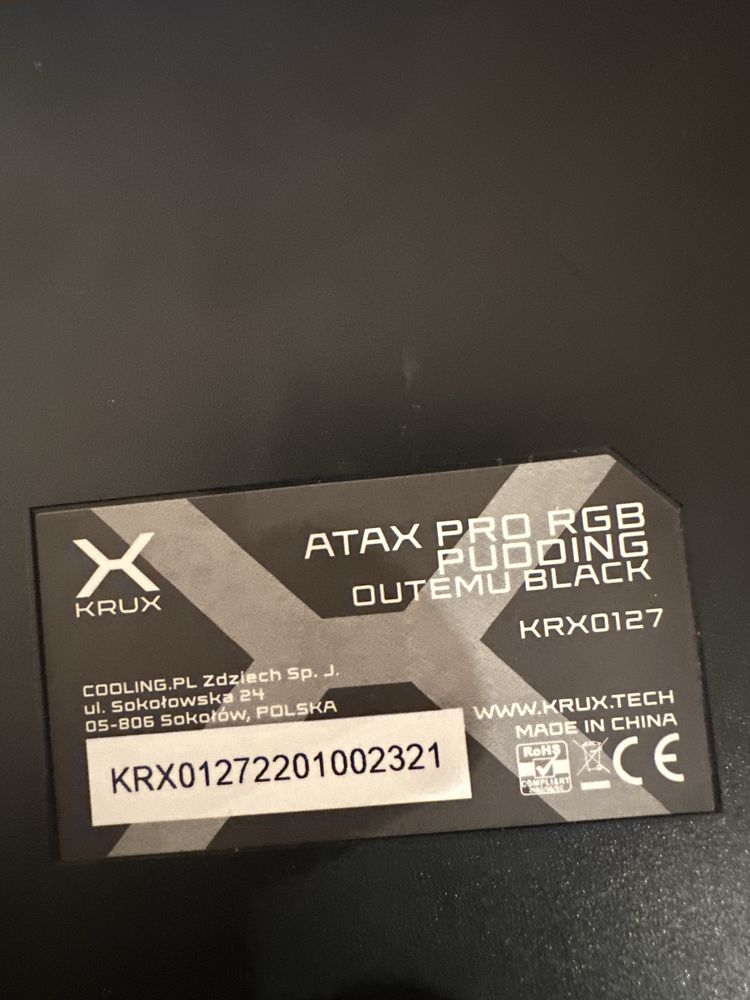 KRUX
ATAX PRO RGB
PUDDING
OUTEMU BLACK
KRX0127
COOLING.PL Zdziech Sp. J.
ul. Sokołowska 24
05-806 Sokołów, POLSKA
KRX01272201002321
WWW.KRUX.TECH
MADE IN CHINA
RoHS
COMPLIANT
CE